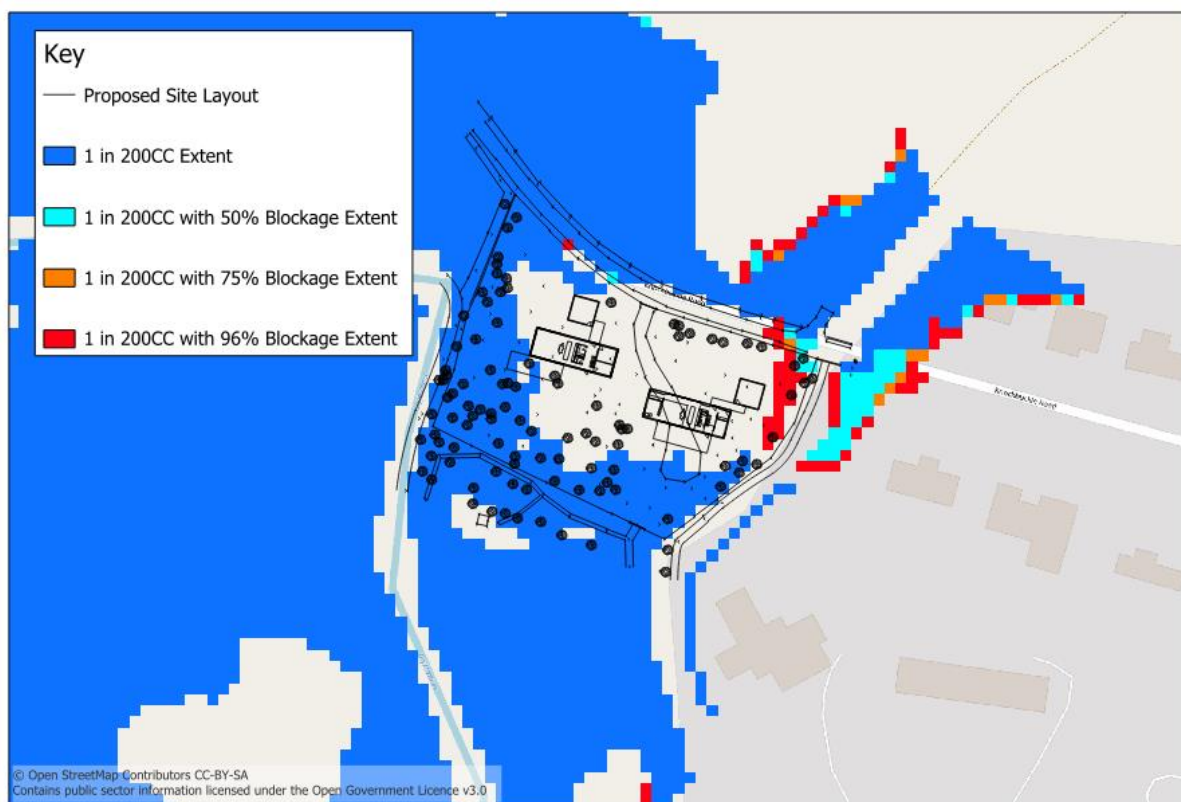 Key
Proposed Site Layout
1 in 200CC Extent
1 in 200CC with 50% Blockage Extent
1 in 200CC with 75% Blockage Extent
1 in 200CC with 96% Blockage Extent
© Open StreetMap Contributors CC-BY-SA
Contains public sector information licensed under the Open Government Licence v3.0